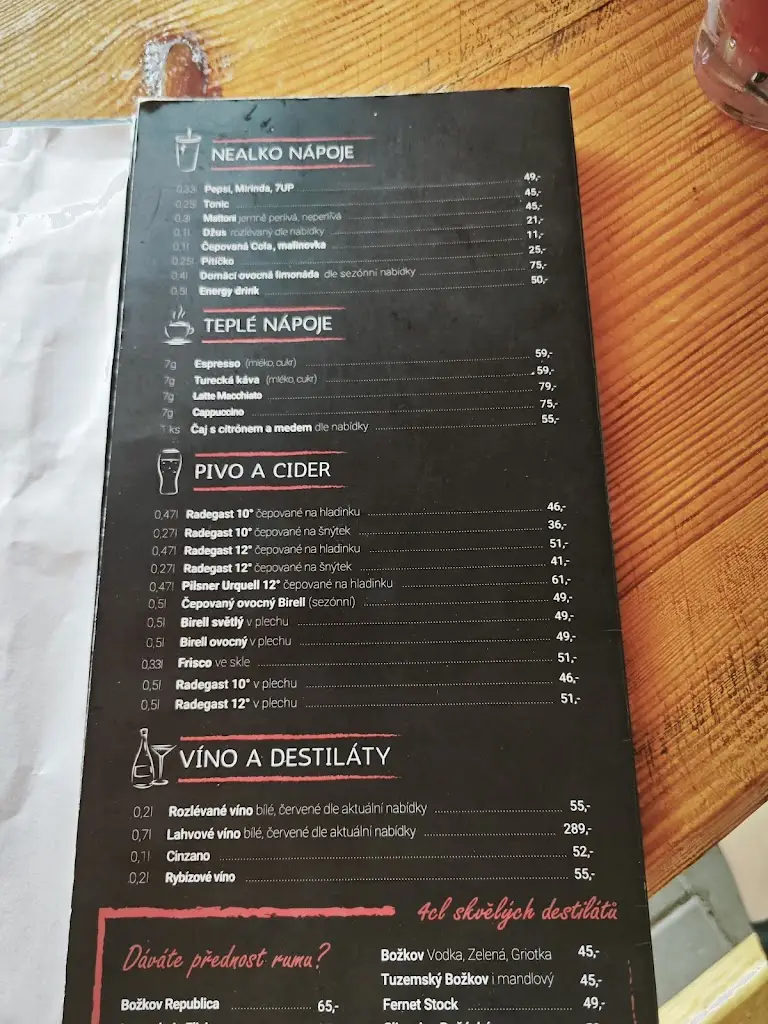 NEALKO NÁPOJE
0,33l Pepsi, Mirinda, 7UP 49,-
0,25l Tonic 45,-
0,3l Mattoni jemně perlivá, neperlivá 45,-
0,1l Džus rozlévaný dle nabídky 21,-
0,1l Čepovaná Cola, malinovka 11,-
0,25l Pitíčko 25,-
0,4l Domácí ovocná limonáda dle sezónní nabídky 75,-
0,5l Energy drink 50,-
TEPLÉ NÁPOJE
7g Espresso (mléko, cukr) 59,-
7g Turecká káva (mléko, cukr) 59,-
7g Latte Macchiato 79,-
7g Cappuccino 75,-
1 ks Čaj s citrónem a medem dle nabídky 55,-
PIVO A CIDER
0,47l Radegast 10° čepované na hladinku 46,-
0,27l Radegast 10° čepované na šnýtek 36,-
0,47l Radegast 12° čepované na hladinku 51,-
0,27l Radegast 12° čepované na šnýtek 41,-
0,47l Pilsner Urquell 12° čepované na hladinku 61,-
0,5l Čepovaný ovocný Birell (sezónní) 49,-
0,5l Birell světlý v plechu 49,-
0,5l Birell ovocný v plechu 49,-
0,33l Frisco ve skle 51,-
0,5l Radegast 10° v plechu 46,-
0,5l Radegast 12° v plechu 51,-
VÍNO A DESTILÁTY
0,2l Rozlévané víno bílé, červené dle aktuální nabídky 55,-
0,7l Lahvové víno bílé, červené dle aktuální nabídky 289,-
0,1l Cinzano 52,-
0,2l Rybízové víno 55,-
4cl skvělých destilátů
Dáváte přednost rumu?
Božkov Republica 65,-
Božkov Vodka, Zelená, Griotka 45,-
Tuzemský Božkov i mandlový 45,-
Fernet Stock 49,-